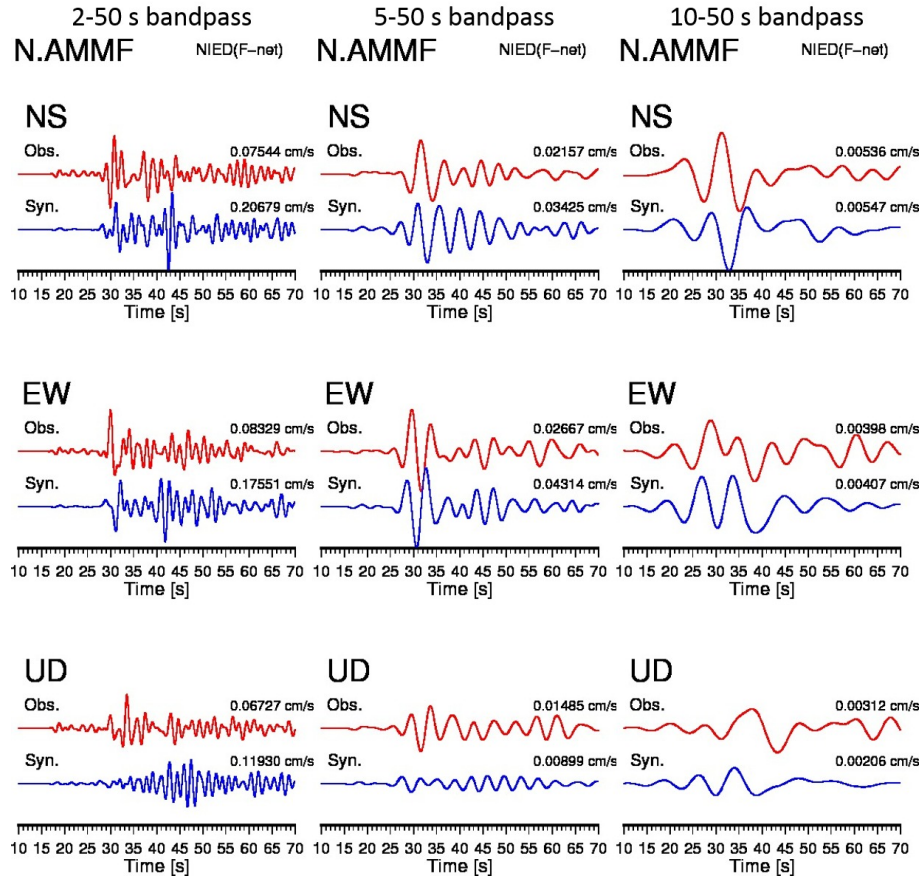 2-50 s bandpass 5-50 s bandpass 10-50 s bandpass
N.AMMF NIED(F-net) N.AMMF NIED(F-net) N.AMMF NIED(F-net)
NS NS NS
Obs. 0.07544 cm/s Obs. 0.02157 cm/s Obs. 0.00536 cm/s
Syn. 0.20679 cm/s Syn. 0.03425 cm/s Syn. 0.00547 cm/s
10 15 20 25 30 35 40 45 50 55 60 65 70 10 15 20 25 30 35 40 45 50 55 60 65 70 10 15 20 25 30 35 40 45 50 55 60 65 70
Time [s] Time [s] Time [s]
EW EW EW
Obs. 0.08329 cm/s Obs. 0.02667 cm/s Obs. 0.00398 cm/s
Syn. 0.17551 cm/s Syn. 0.04314 cm/s Syn. 0.00407 cm/s
10 15 20 25 30 35 40 45 50 55 60 65 70 10 15 20 25 30 35 40 45 50 55 60 65 70 10 15 20 25 30 35 40 45 50 55 60 65 70
Time [s] Time [s] Time [s]
UD UD UD
Obs. 0.06727 cm/s Obs. 0.01485 cm/s Obs. 0.00312 cm/s
Syn. 0.11930 cm/s Syn. 0.00899 cm/s Syn. 0.00206 cm/s
10 15 20 25 30 35 40 45 50 55 60 65 70 10 15 20 25 30 35 40 45 50 55 60 65 70 10 15 20 25 30 35 40 45 50 55 60 65 70
Time [s] Time [s] Time [s]